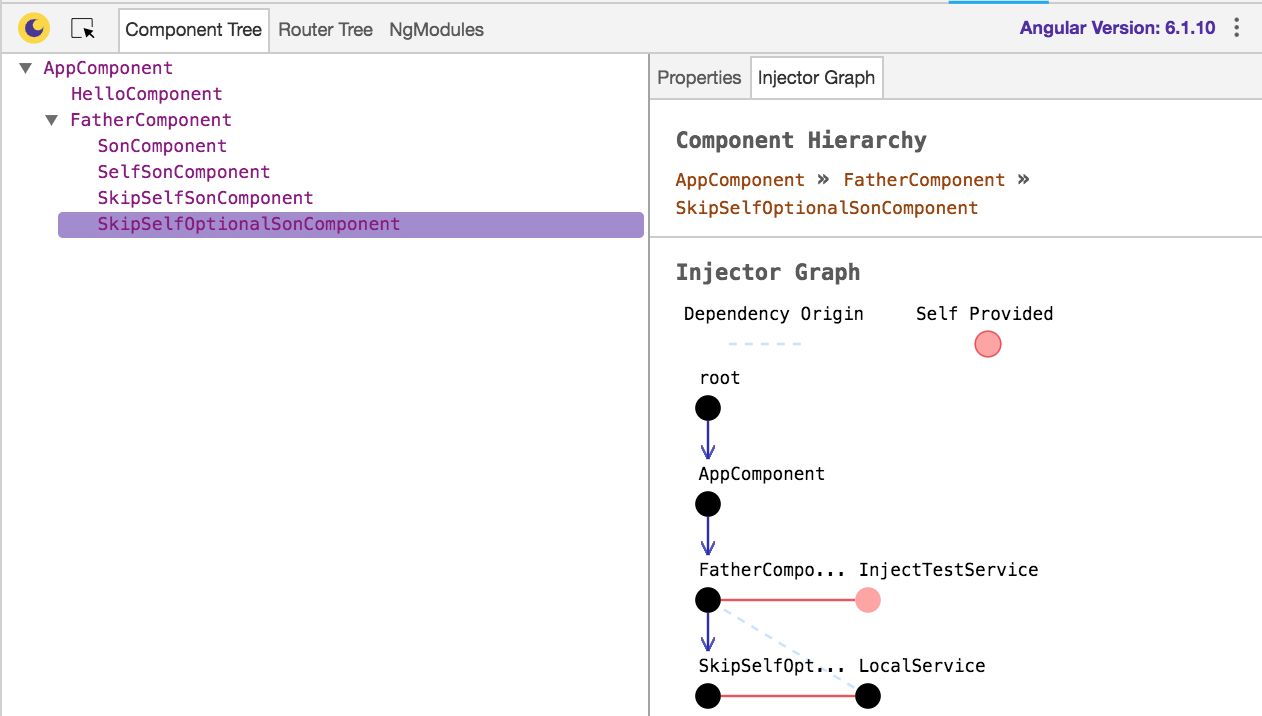 Component Tree Router Tree NgModules Angular Version: 6.1.10
AppComponent
HelloComponent
FatherComponent
SonComponent
SelfSonComponent
SkipSelfSonComponent
SkipSelfOptionalSonComponent
Properties Injector Graph
Component Hierarchy
AppComponent » FatherComponent »
SkipSelfOptionalSonComponent
Injector Graph
Dependency Origin Self Provided
root
AppComponent
FatherCompo... InjectTestService
SkipSelfOpt... LocalService